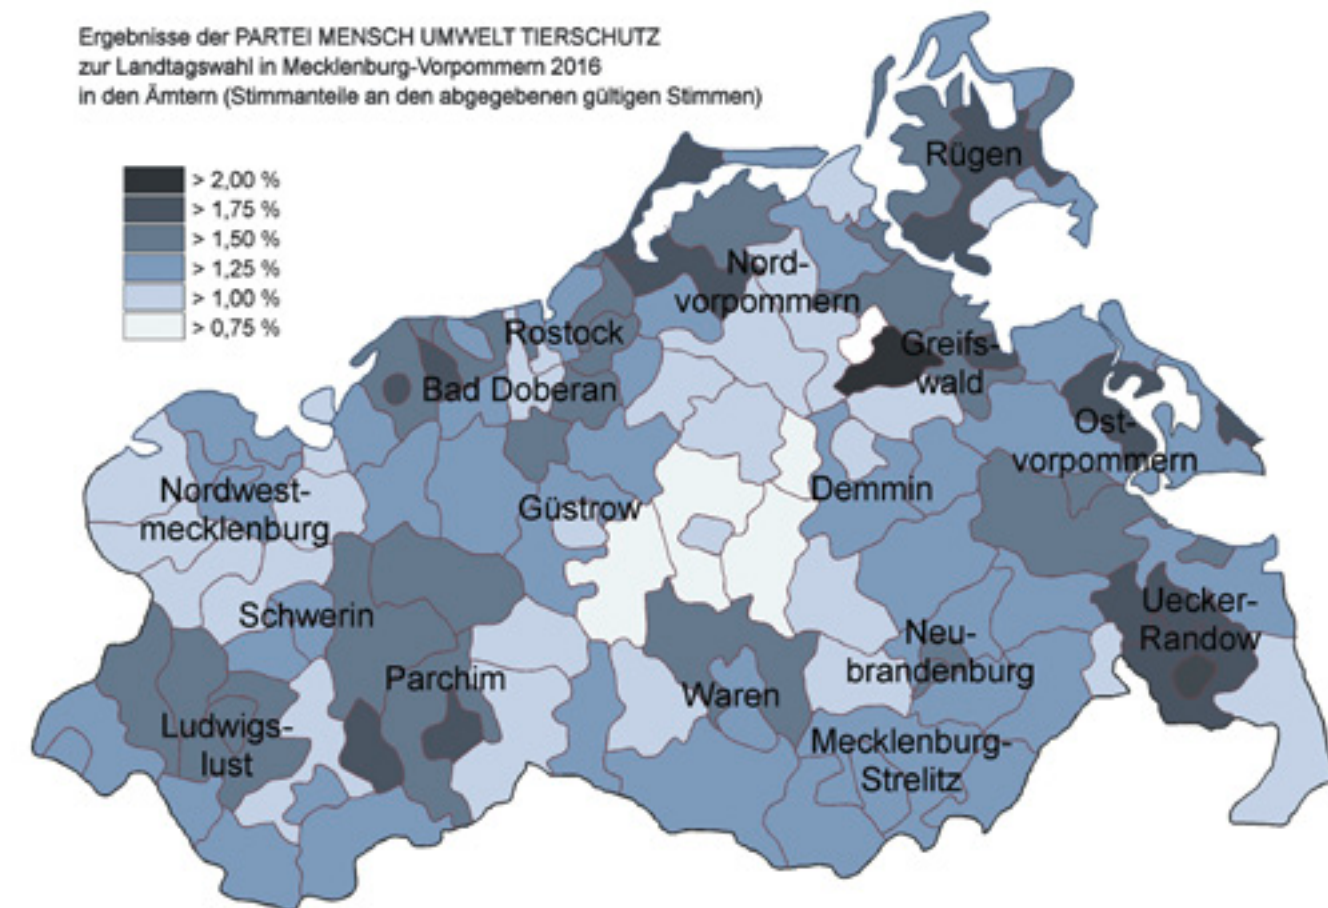 Ergebnisse der PARTEI MENSCH UMWELT TIERSCHUTZ
zur Landtagswahl in Mecklenburg-Vorpommern 2016
in den Ämtern (Stimmanteile an den abgegebenen gültigen Stimmen)
> 2,00 %
> 1,75 %
> 1,50 %
> 1,25 %
> 1,00 %
> 0,75 %
Rügen
Nord-
vorpommern
Rostock
Greifs-
wald
Bad Doberan
Ost-
vorpommern
Nordwest-
mecklenburg
Güstrow
Demmin
Schwerin
Uecker-
Randow
Neu-
brandenburg
Parchim
Waren
Ludwigs-
lust
Mecklenburg-
Strelitz